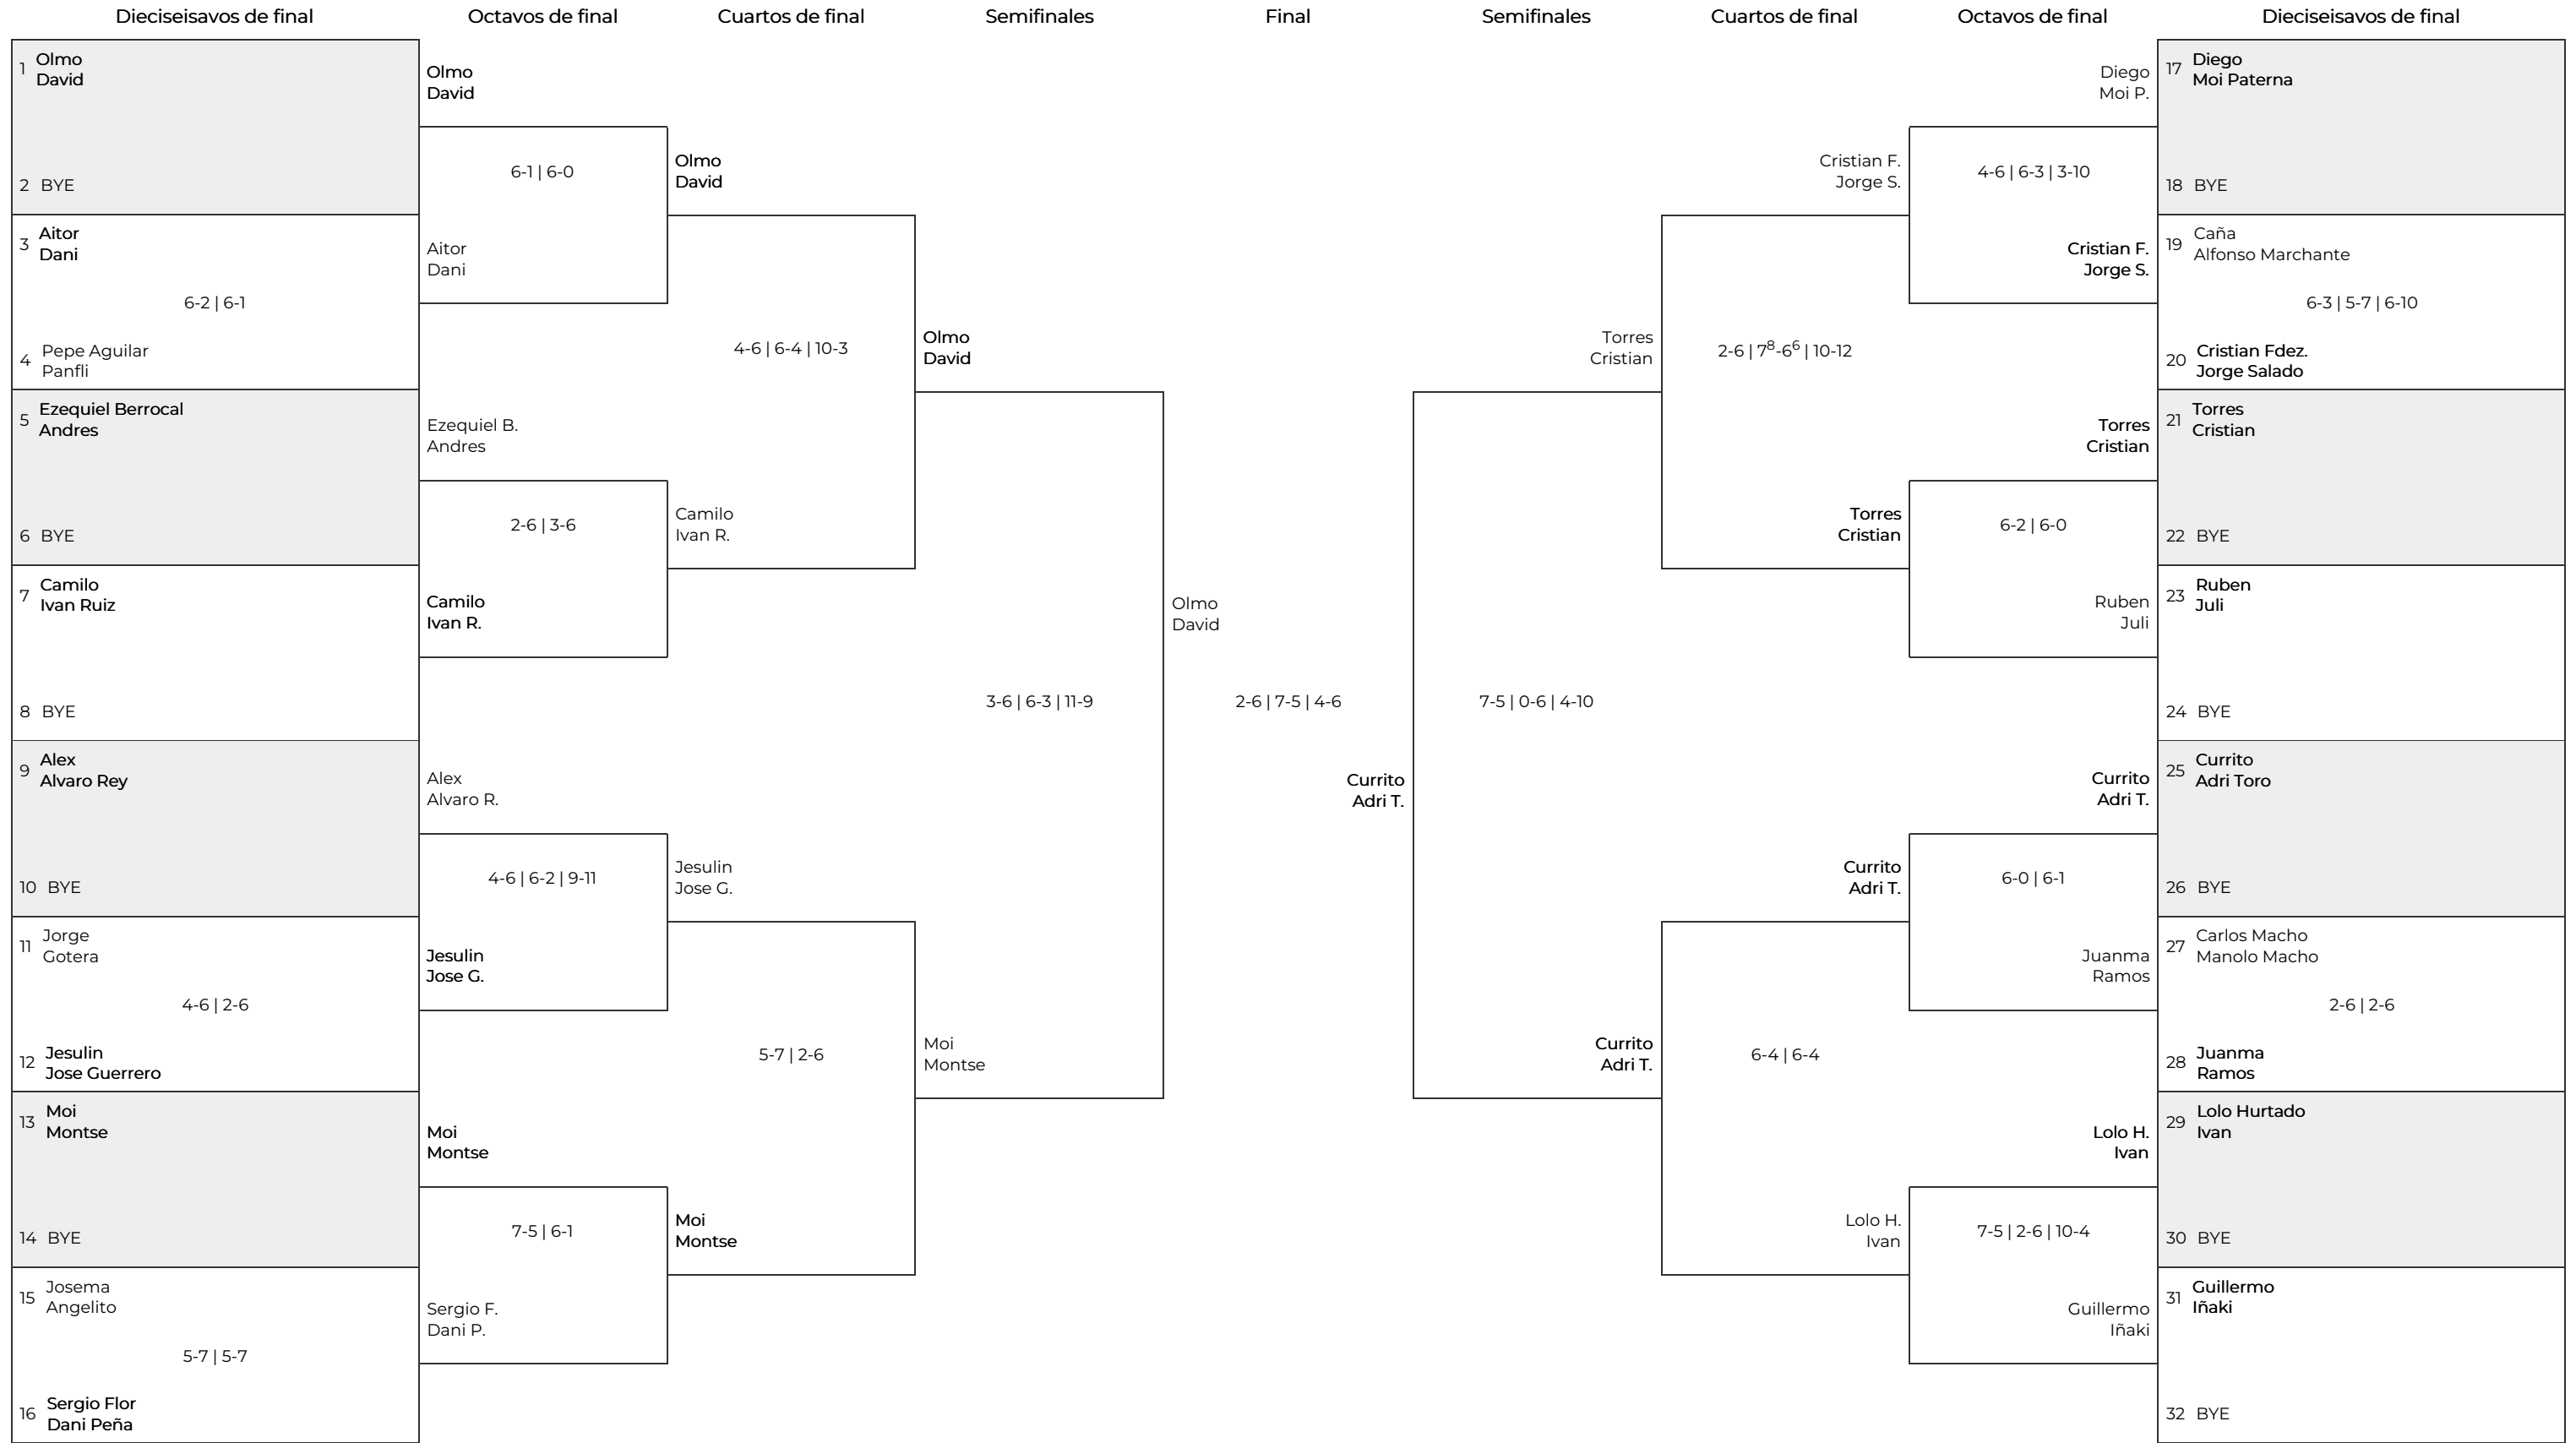 Dieciseisavos de final
Octavos de final
Cuartos de final
Semifinales
Final
Semifinales
Cuartos de final
Octavos de final
Dieciseisavos de final
1 Olmo
David
2 BYE
3 Aitor
Dani
6-2 | 6-1
4 Pepe Aguilar
Panfli
5 Ezequiel Berrocal
Andres
6 BYE
7 Camilo
Ivan Ruiz
8 BYE
9 Alex
Alvaro Rey
10 BYE
11 Jorge
Gotera
4-6 | 2-6
12 Jesulin
Jose Guerrero
13 Moi
Montse
14 BYE
15 Josema
Angelito
5-7 | 5-7
16 Sergio Flor
Dani Peña
Olmo
David
6-1 | 6-0
Aitor
Dani
Ezequiel B.
Andres
2-6 | 3-6
Camilo
Ivan R.
Alex
Alvaro R.
4-6 | 6-2 | 9-11
Jesulin
Jose G.
Moi
Montse
7-5 | 6-1
Sergio F.
Dani P.
Olmo
David
4-6 | 6-4 | 10-3
Camilo
Ivan R.
Jesulin
Jose G.
5-7 | 2-6
Moi
Montse
Olmo
David
3-6 | 6-3 | 11-9
Moi
Montse
Olmo
David
2-6 | 7-5 | 4-6
Currito
Adri T.
Torres
Cristian
7-5 | 0-6 | 4-10
Currito
Adri T.
Cristian F.
Jorge S.
2-6 | 7⁸-6⁶ | 10-12
Torres
Cristian
Currito
Adri T.
6-4 | 6-4
Lolo H.
Ivan
Diego
Moi P.
4-6 | 6-3 | 3-10
Cristian F.
Jorge S.
Torres
Cristian
6-2 | 6-0
Ruben
Juli
Currito
Adri T.
6-0 | 6-1
Juanma
Ramos
Lolo H.
Ivan
7-5 | 2-6 | 10-4
Guillermo
Iñaki
17 Diego
Moi Paterna
18 BYE
19 Caña
Alfonso Marchante
6-3 | 5-7 | 6-10
20 Cristian Fdez.
Jorge Salado
21 Torres
Cristian
22 BYE
23 Ruben
Juli
24 BYE
25 Currito
Adri Toro
26 BYE
27 Carlos Macho
Manolo Macho
2-6 | 2-6
28 Juanma
Ramos
29 Lolo Hurtado
Ivan
30 BYE
31 Guillermo
Iñaki
32 BYE